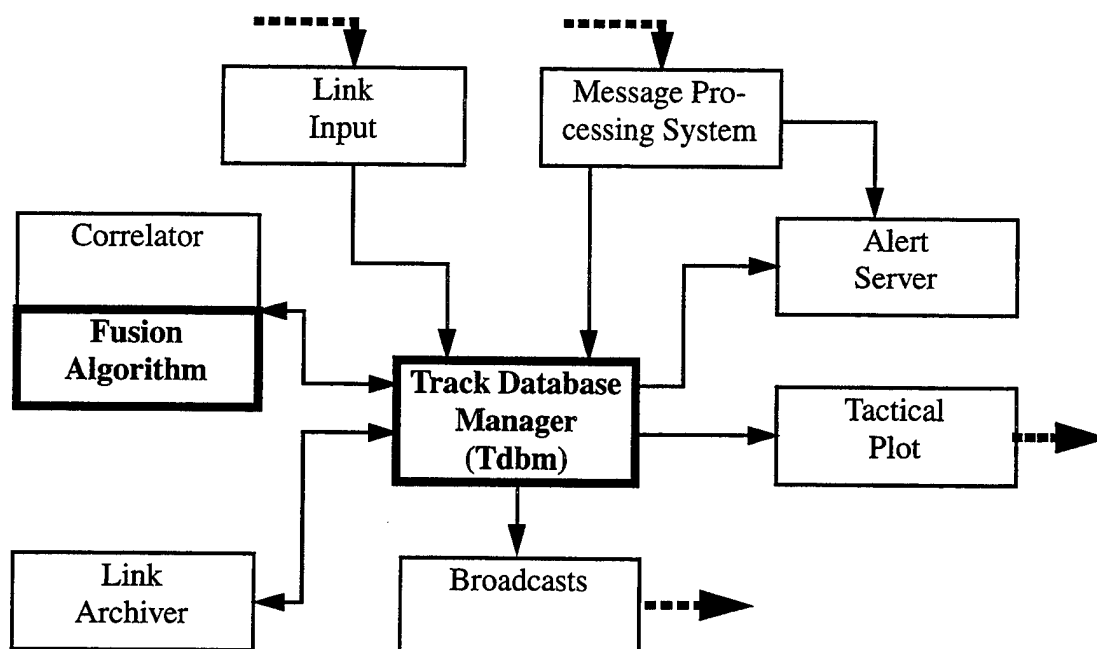 Link
Input
Message Pro-
cessing System
Correlator
Fusion
Algorithm
Alert
Server
Track Database
Manager
(Tdbm)
Tactical
Plot
Link
Archiver
Broadcasts